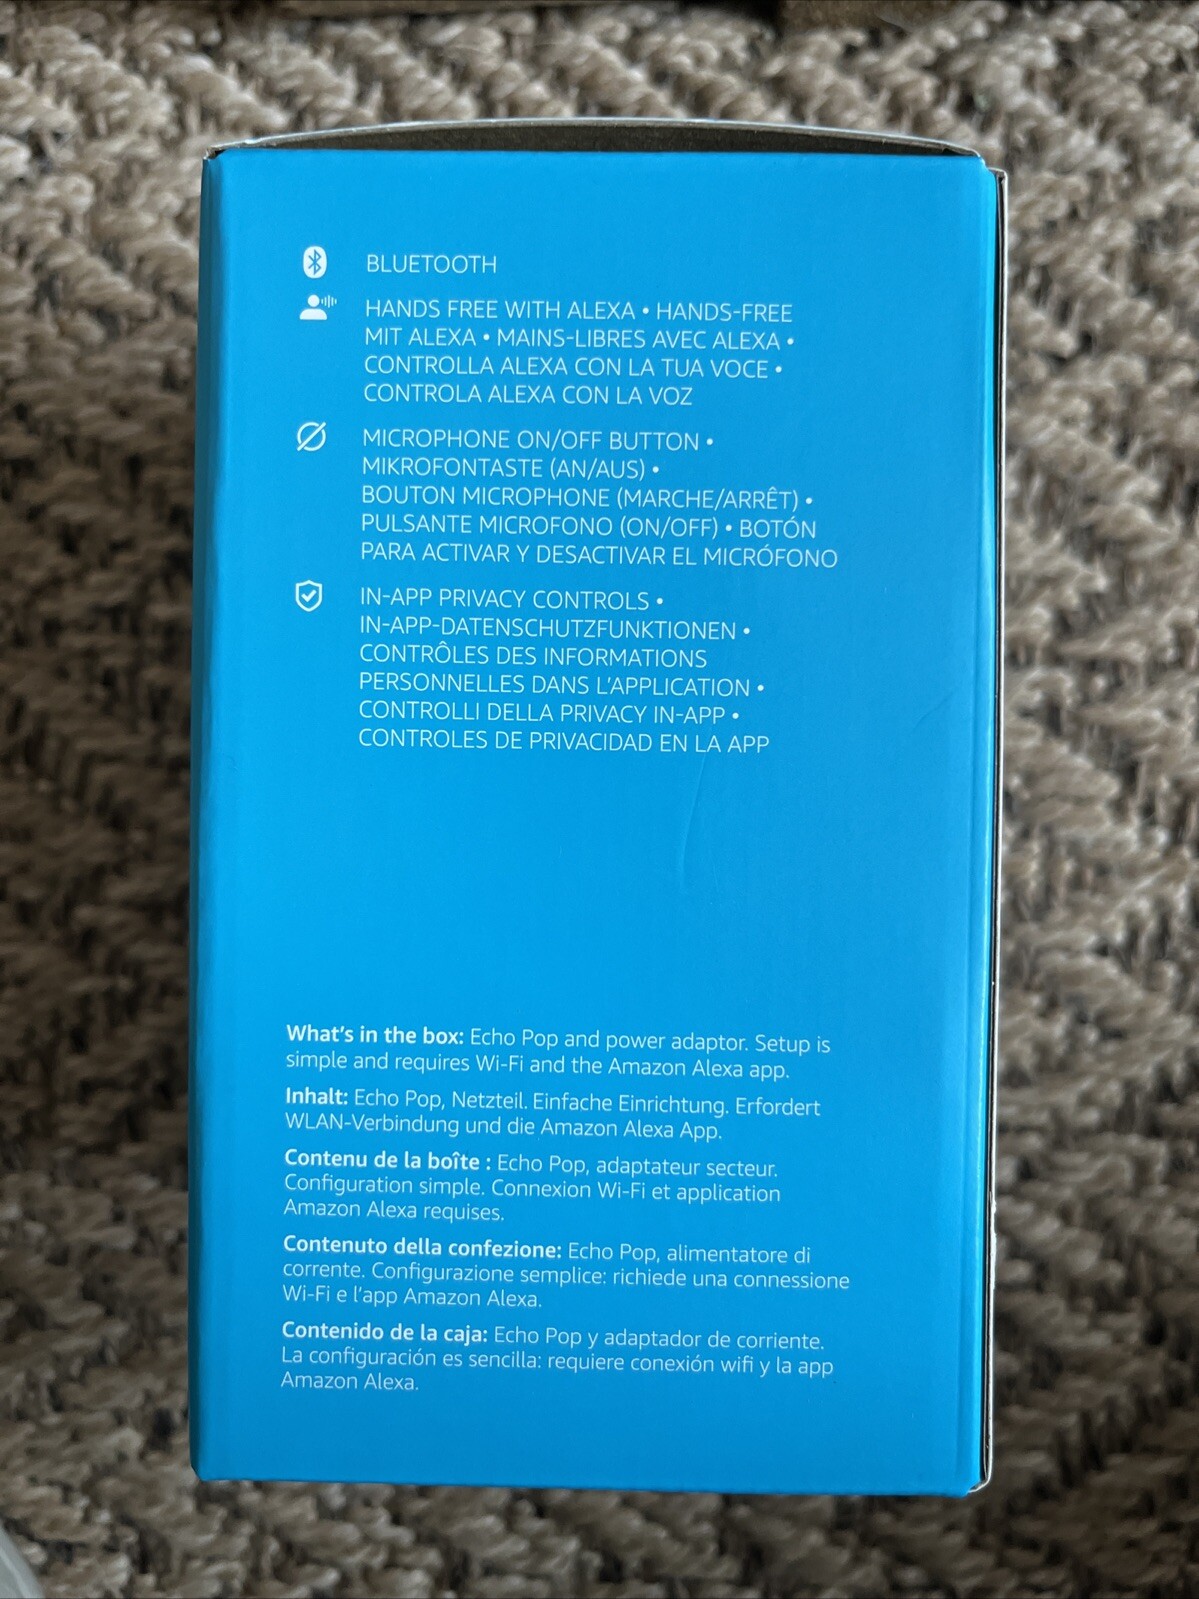 BLUETOOTH
HANDS FREE WITH ALEXA • HANDS-FREE
MIT ALEXA • MAINS-LIBRES AVEC ALEXA •
CONTROLLA ALEXA CON LA TUA VOCE •
CONTROLA ALEXA CON LA VOZ
MICROPHONE ON/OFF BUTTON •
MIKROFONTASTE (AN/AUS) •
BOUTON MICROPHONE (MARCHE/ARRÊT) •
PULSANTE MICROFONO (ON/OFF) • BOTÓN
PARA ACTIVAR Y DESACTIVAR EL MICRÓFONO
IN-APP PRIVACY CONTROLS •
IN-APP-DATENSCHUTZFUNKTIONEN •
CONTRÔLES DES INFORMATIONS
PERSONNELLES DANS L'APPLICATION •
CONTROLLI DELLA PRIVACY IN-APP •
CONTROLES DE PRIVACIDAD EN LA APP
What's in the box: Echo Pop and power adaptor. Setup is
simple and requires Wi-Fi and the Amazon Alexa app.
Inhalt: Echo Pop, Netzteil. Einfache Einrichtung. Erfordert
WLAN-Verbindung und die Amazon Alexa App.
Contenu de la boîte : Echo Pop, adaptateur secteur.
Configuration simple. Connexion Wi-Fi et application
Amazon Alexa requises.
Contenuto della confezione: Echo Pop, alimentatore di
corrente. Configurazione semplice: richiede una connessione
Wi-Fi e l'app Amazon Alexa.
Contenido de la caja: Echo Pop y adaptador de corriente.
La configuración es sencilla: requiere conexión wifi y la app
Amazon Alexa.